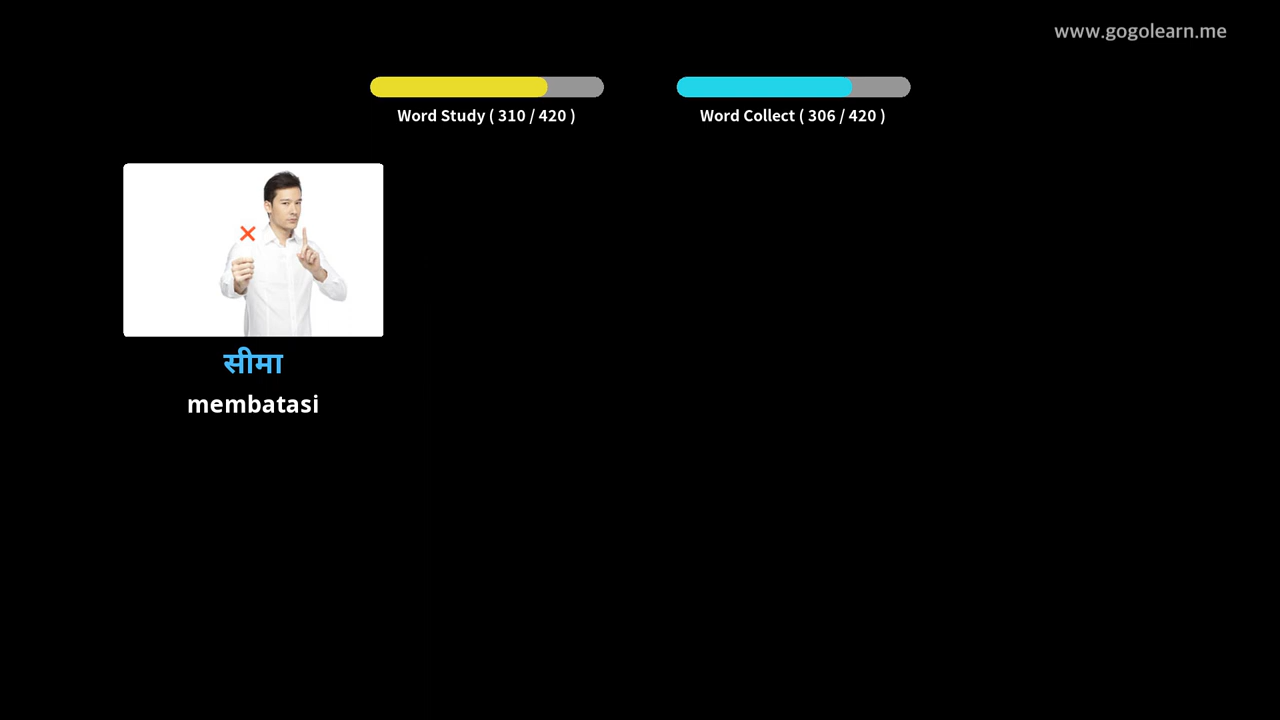 www.gogolearn.me
Word Study ( 310 / 420 )
Word Collect ( 306 / 420 )
सीमा
membatasi